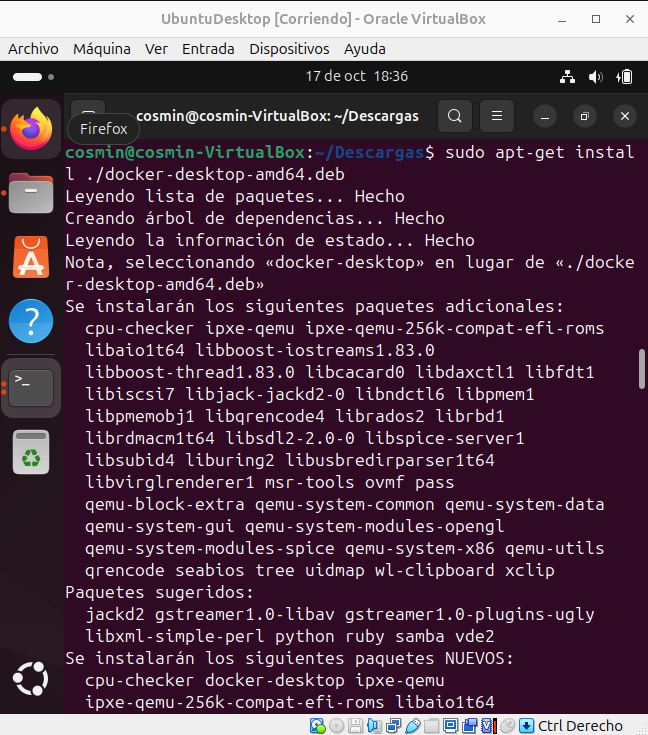 UbuntuDesktop [Corriendo] - Oracle VirtualBox
Archivo Máquina Ver Entrada Dispositivos Ayuda
17 de oct 18:36
cosmin@cosmin-VirtualBox: ~/Descargas
Firefox
cosmin@cosmin-VirtualBox:~/Descargas$ sudo apt-get instal
l ./docker-desktop-amd64.deb
Leyendo lista de paquetes... Hecho
Creando árbol de dependencias... Hecho
Leyendo la información de estado... Hecho
Nota, seleccionando «docker-desktop» en lugar de «./docke
r-desktop-amd64.deb»
Se instalarán los siguientes paquetes adicionales:
cpu-checker ipxe-qemu ipxe-qemu-256k-compat-efi-roms
libaio1t64 libboost-iostreams1.83.0
libboost-thread1.83.0 libcacard0 libdaxctl1 libfdt1
libiscsi7 libjack-jackd2-0 libndctl6 libpmem1
libpmemobj1 libqrencode4 librados2 librbd1
librdmacm1t64 libsdl2-2.0-0 libspice-server1
libsubid4 liburing2 libusbredirparser1t64
libvirglrenderer1 msr-tools ovmf pass
qemu-block-extra qemu-system-common qemu-system-data
qemu-system-gui qemu-system-modules-opengl
qemu-system-modules-spice qemu-system-x86 qemu-utils
qrencode seabios tree uidmap wl-clipboard xclip
Paquetes sugeridos:
jackd2 gstreamer1.0-libav gstreamer1.0-plugins-ugly
libxml-simple-perl python ruby samba vde2
Se instalarán los siguientes paquetes NUEVOS:
cpu-checker docker-desktop ipxe-qemu
ipxe-qemu-256k-compat-efi-roms libaio1t64
Ctrl Derecho